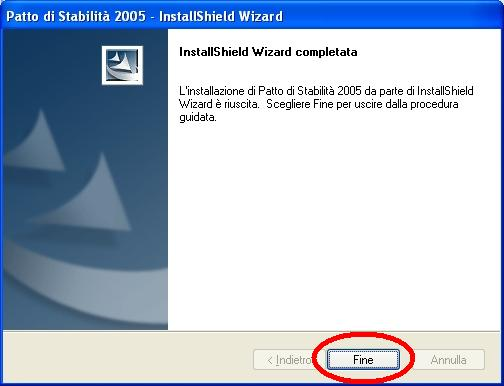 Patto di Stabilità 2005 - InstallShield Wizard
InstallShield Wizard completata
L'installazione di Patto di Stabilità 2005 da parte di InstallShield
Wizard è riuscita. Scegliere Fine per uscire dalla procedura
guidata.
< Indietro Fine Annulla